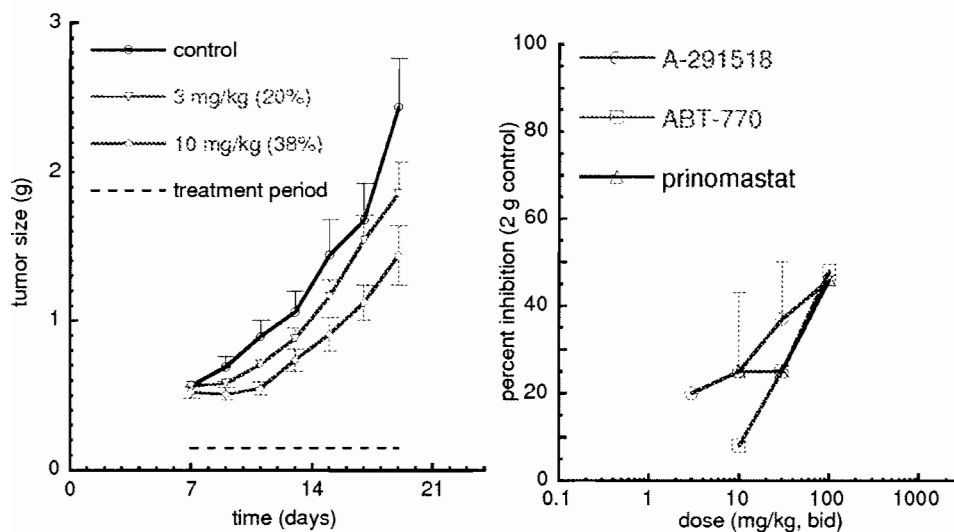 3
2
1
0
tumor size (g)
control
3 mg/kg (20%)
10 mg/kg (38%)
treatment period
0
7
14
21
time (days)
100
80
60
40
20
0
percent inhibition (2 g control)
A-291518
ABT-770
prinomastat
0.1
1
10
100
1000
dose (mg/kg, bid)